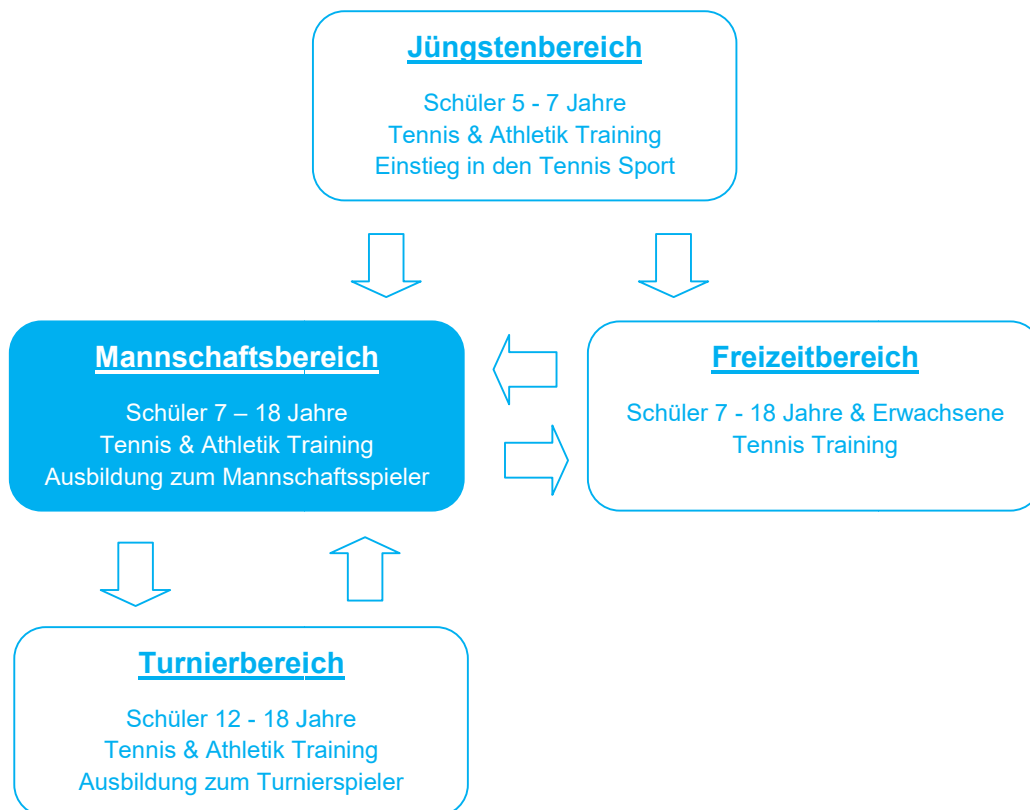 Jüngstenbereich
Schüler 5 - 7 Jahre
Tennis & Athletik Training
Einstieg in den Tennis Sport
Mannschaftsbereich
Schüler 7 – 18 Jahre
Tennis & Athletik Training
Ausbildung zum Mannschaftsspieler
Freizeitbereich
Schüler 7 - 18 Jahre & Erwachsene
Tennis Training
Turnierbereich
Schüler 12 - 18 Jahre
Tennis & Athletik Training
Ausbildung zum Turnierspieler